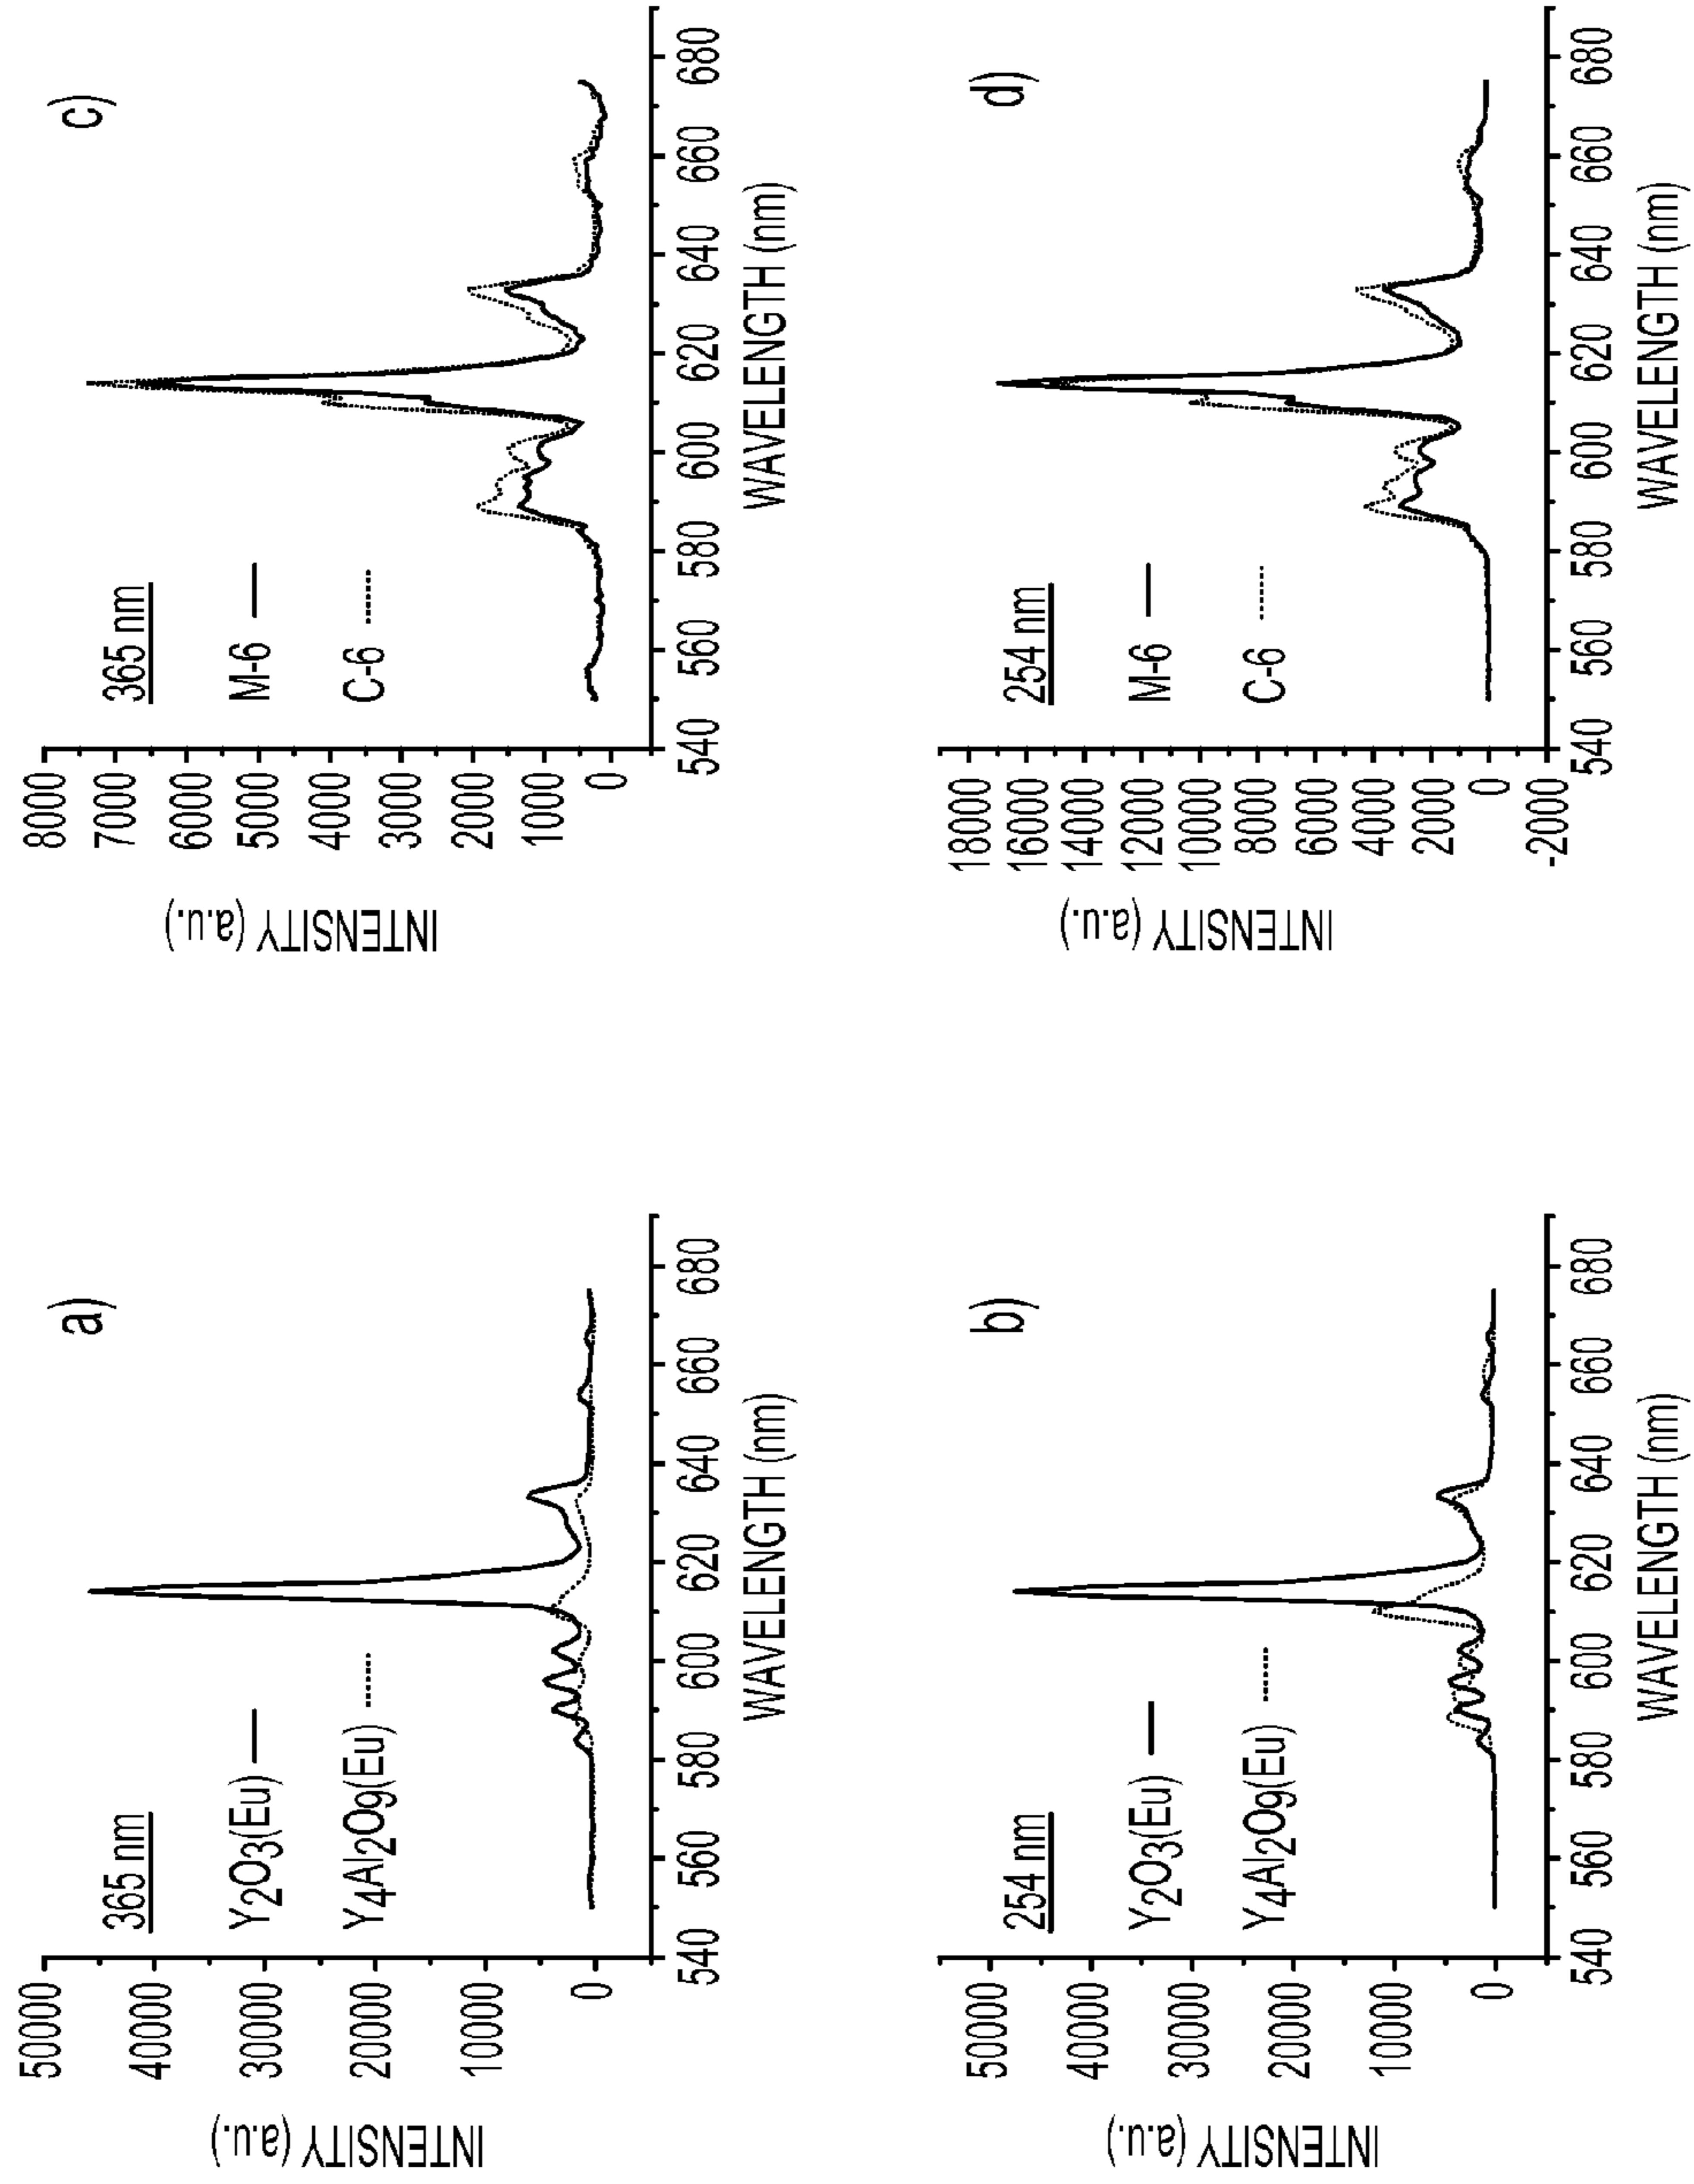 a)
365 nm
Y2O3(Eu)
Y4Al2O9(Eu)
INTENSITY (a.u.)
50000
40000
30000
20000
10000
0
540 560 580 600 620 640 660 680
WAVELENGTH (nm)
c)
365 nm
M-6
C-6
INTENSITY (a.u.)
8000
7000
6000
5000
4000
3000
2000
1000
0
540 560 580 600 620 640 660 680
WAVELENGTH (nm)
b)
254 nm
Y2O3(Eu)
Y4Al2O9(Eu)
INTENSITY (a.u.)
50000
40000
30000
20000
10000
0
540 560 580 600 620 640 660 680
WAVELENGTH (nm)
d)
254 nm
M-6
C-6
INTENSITY (a.u.)
18000
16000
14000
12000
10000
8000
6000
4000
2000
0
-2000
540 560 580 600 620 640 660 680
WAVELENGTH (nm)